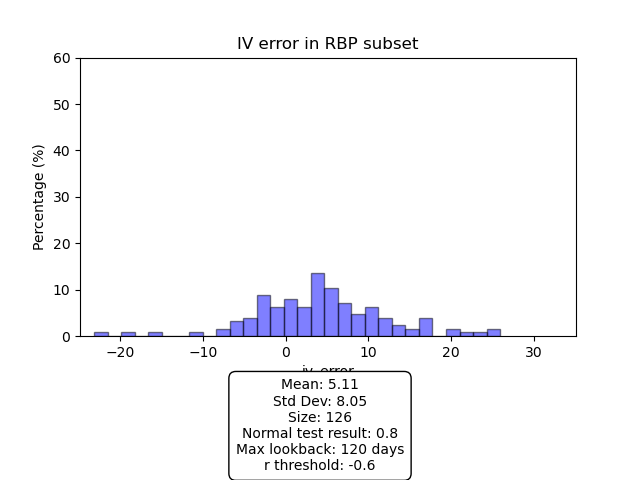 IV error in RBP subset
60
50
40
30
20
10
0
Percentage (%)
−20
−10
0
10
20
30
iv_error
Mean: 5.11
Std Dev: 8.05
Size: 126
Normal test result: 0.8
Max lookback: 120 days
r threshold: -0.6